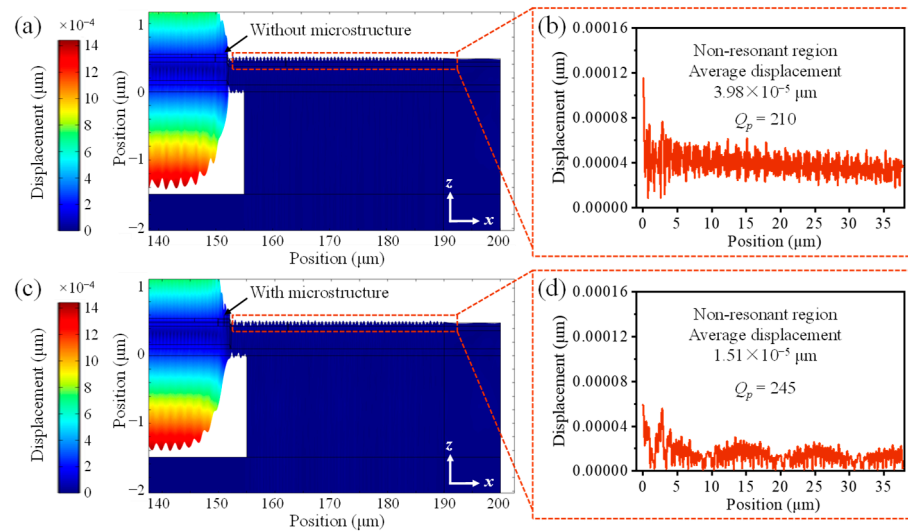 (a)
×10⁻⁴
14
12
10
8
6
4
2
0
Displacement (μm)
Without microstructure
1
0
−1
−2
Position (μm)
z
x
140
150
160
170
180
190
200
Position (μm)
(b)
0.00016
0.00012
0.00008
0.00004
0.00000
Displacement (μm)
Non-resonant region
Average displacement
3.98×10⁻⁵ μm
Qp = 210
0
5
10
15
20
25
30
35
Position (μm)
(c)
×10⁻⁴
14
12
10
8
6
4
2
0
Displacement (μm)
With microstructure
1
0
−1
−2
Position (μm)
z
x
140
150
160
170
180
190
200
Position (μm)
(d)
0.00016
0.00012
0.00008
0.00004
0.00000
Displacement (μm)
Non-resonant region
Average displacement
1.51×10⁻⁵ μm
Qp = 245
0
5
10
15
20
25
30
35
Position (μm)